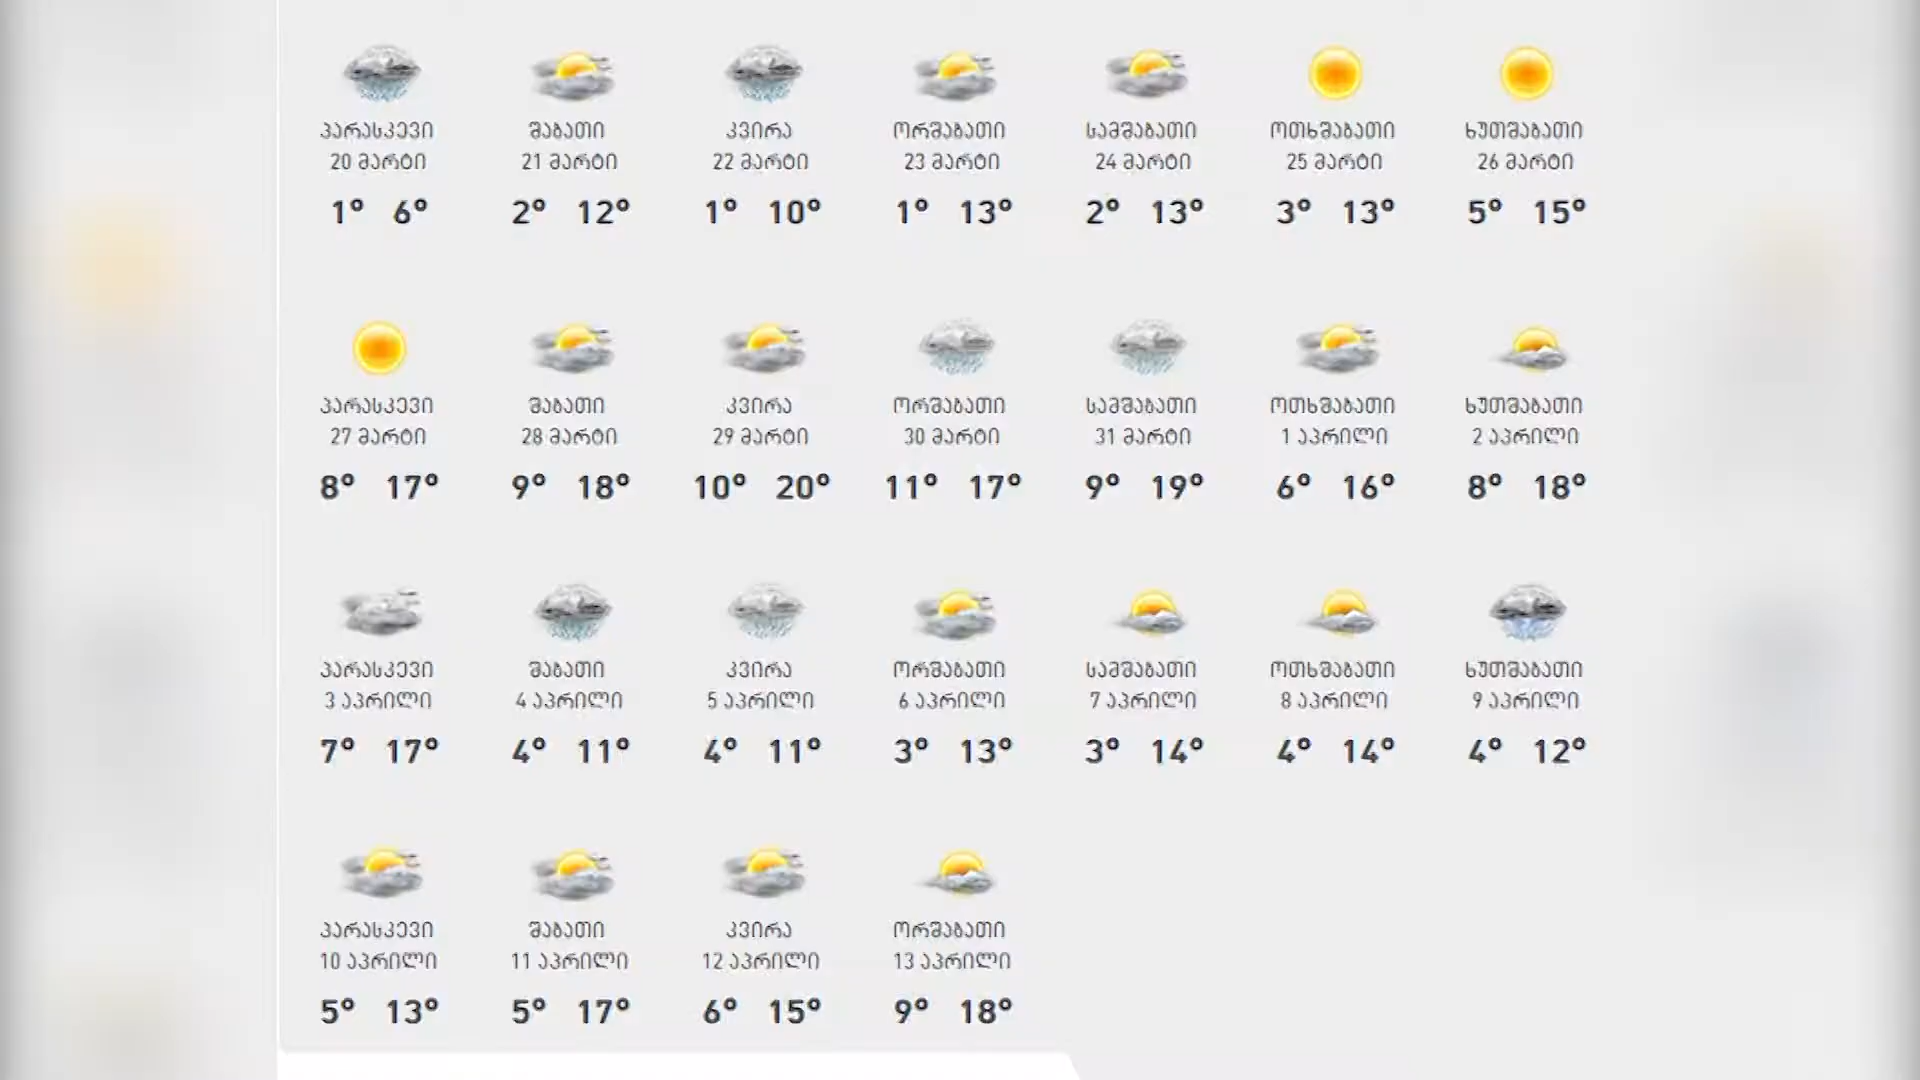 პარასკევი შაბათი კვირა ორშაბათი სამშაბათი ოთხშაბათი ხუთშაბათი
20 მარტი 21 მარტი 22 მარტი 23 მარტი 24 მარტი 25 მარტი 26 მარტი
1° 6° 2° 12° 1° 10° 1° 13° 2° 13° 3° 13° 5° 15°
პარასკევი შაბათი კვირა ორშაბათი სამშაბათი ოთხშაბათი ხუთშაბათი
27 მარტი 28 მარტი 29 მარტი 30 მარტი 31 მარტი 1 აპრილი 2 აპრილი
8° 17° 9° 18° 10° 20° 11° 17° 9° 19° 6° 16° 8° 18°
პარასკევი შაბათი კვირა ორშაბათი სამშაბათი ოთხშაბათი ხუთშაბათი
3 აპრილი 4 აპრილი 5 აპრილი 6 აპრილი 7 აპრილი 8 აპრილი 9 აპრილი
7° 17° 4° 11° 4° 11° 3° 13° 3° 14° 4° 14° 4° 12°
პარასკევი შაბათი კვირა ორშაბათი
10 აპრილი 11 აპრილი 12 აპრილი 13 აპრილი
5° 13° 5° 17° 6° 15° 9° 18°